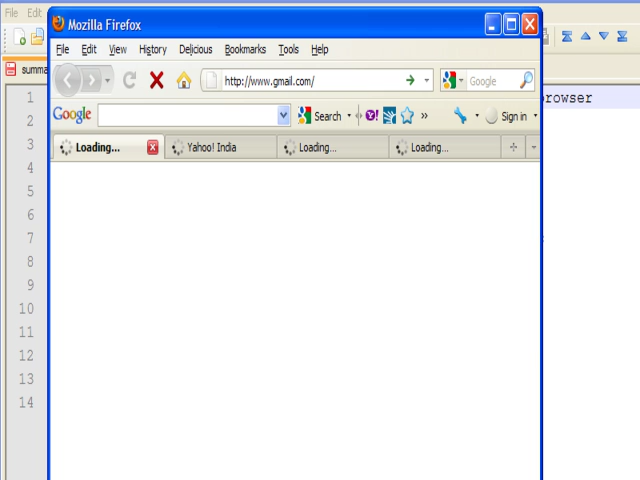 Mozilla Firefox
File Edit
File Edit View History Delicious Bookmarks Tools Help
http://www.gmail.com/ Google
summa
Google Search » Sign in
Loading... Yahoo! India Loading... Loading...
1 rowser
2
3
4
5
6
7
8
9
10
11
12
13
14